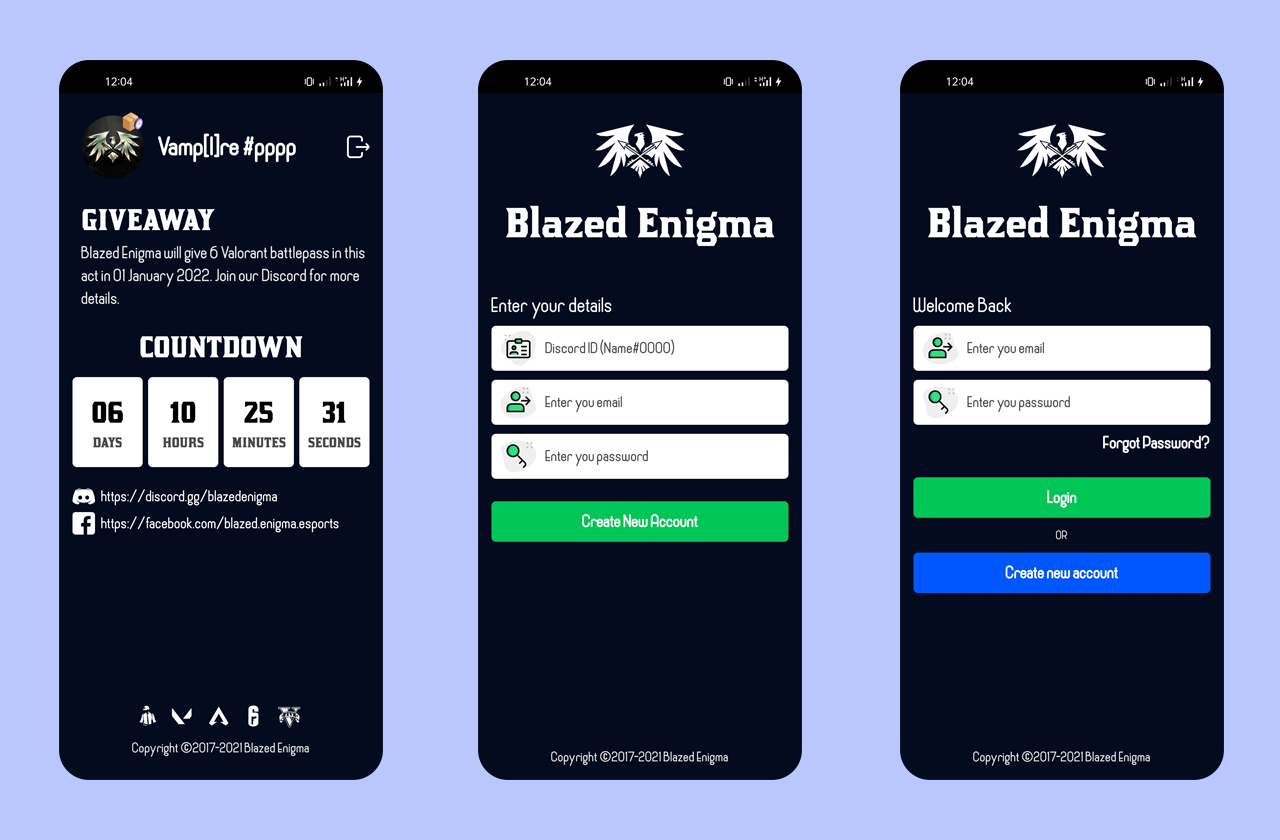 12:04
Vamp[I]re #pppp
GIVEAWAY
Blazed Enigma will give 6 Valorant battlepass in this
act in 01 January 2022. Join our Discord for more
details.
COUNTDOWN
06 10 25 31
DAYS HOURS MINUTES SECONDS
https://discord.gg/blazedenigma
https://facebook.com/blazed.enigma.esports
Copyright ©2017-2021 Blazed Enigma
12:04
Blazed Enigma
Enter your details
Discord ID (Name#0000)
Enter you email
Enter you password
Create New Account
Copyright ©2017-2021 Blazed Enigma
12:04
Blazed Enigma
Welcome Back
Enter you email
Enter you password
Forgot Password?
Login
OR
Create new account
Copyright ©2017-2021 Blazed Enigma